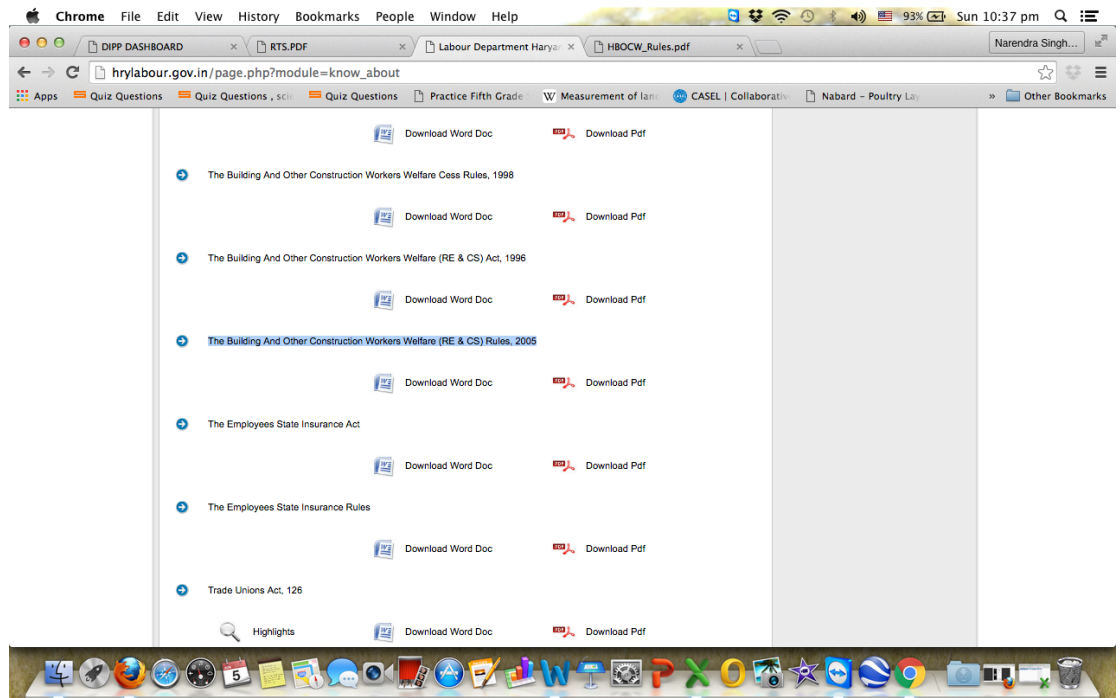 Chrome File Edit View History Bookmarks People Window Help 93% Sun 10:37 pm
DIPP DASHBOARD × RTS.PDF × Labour Department Haryan × HBOCW_Rules.pdf × Narendra Singh...
hrylabour.gov.in/page.php?module=know_about
Apps Quiz Questions Quiz Questions , sci Quiz Questions Practice Fifth Grade W Measurement of lan CASEL | Collaborativ Nabard – Poultry Lay » Other Bookmarks
Download Word Doc Download Pdf
The Building And Other Construction Workers Welfare Cess Rules, 1998
Download Word Doc Download Pdf
The Building And Other Construction Workers Welfare (RE & CS) Act, 1996
Download Word Doc Download Pdf
The Building And Other Construction Workers Welfare (RE & CS) Rules, 2005
Download Word Doc Download Pdf
The Employees State Insurance Act
Download Word Doc Download Pdf
The Employees State Insurance Rules
Download Word Doc Download Pdf
Trade Unions Act, 126
Highlights Download Word Doc Download Pdf
5